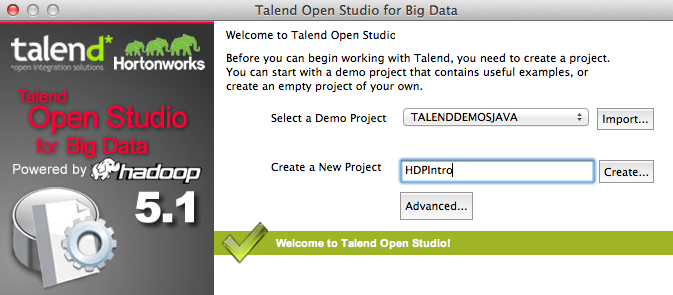 Talend Open Studio for Big Data
talend*
*open integration solutions
Hortonworks
Talend
Open Studio
for Big Data
Powered by hadoop
5.1
Welcome to Talend Open Studic
Before you can begin working with Talend, you need to create a project.
You can start with a demo project that contains useful examples, or
create an empty project of your own.
Select a Demo Project TALENDDEMOSJAVA Import...
Create a New Project HDPIntro Create...
Advanced...
Welcome to Talend Open Studio!